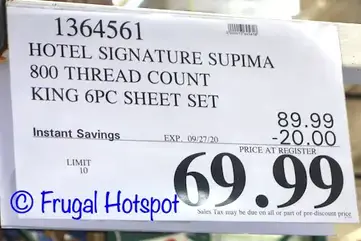 1364561
HOTEL SIGNATURE SUPIMA
800 THREAD COUNT
KING 6PC SHEET SET
89.99
Instant Savings EXP. 09/27/20 -20.00
PRICE AT REGISTER
LIMIT
10
69.99
© Frugal Hotspot
Sales Tax may be due on all or part of pre-discount price